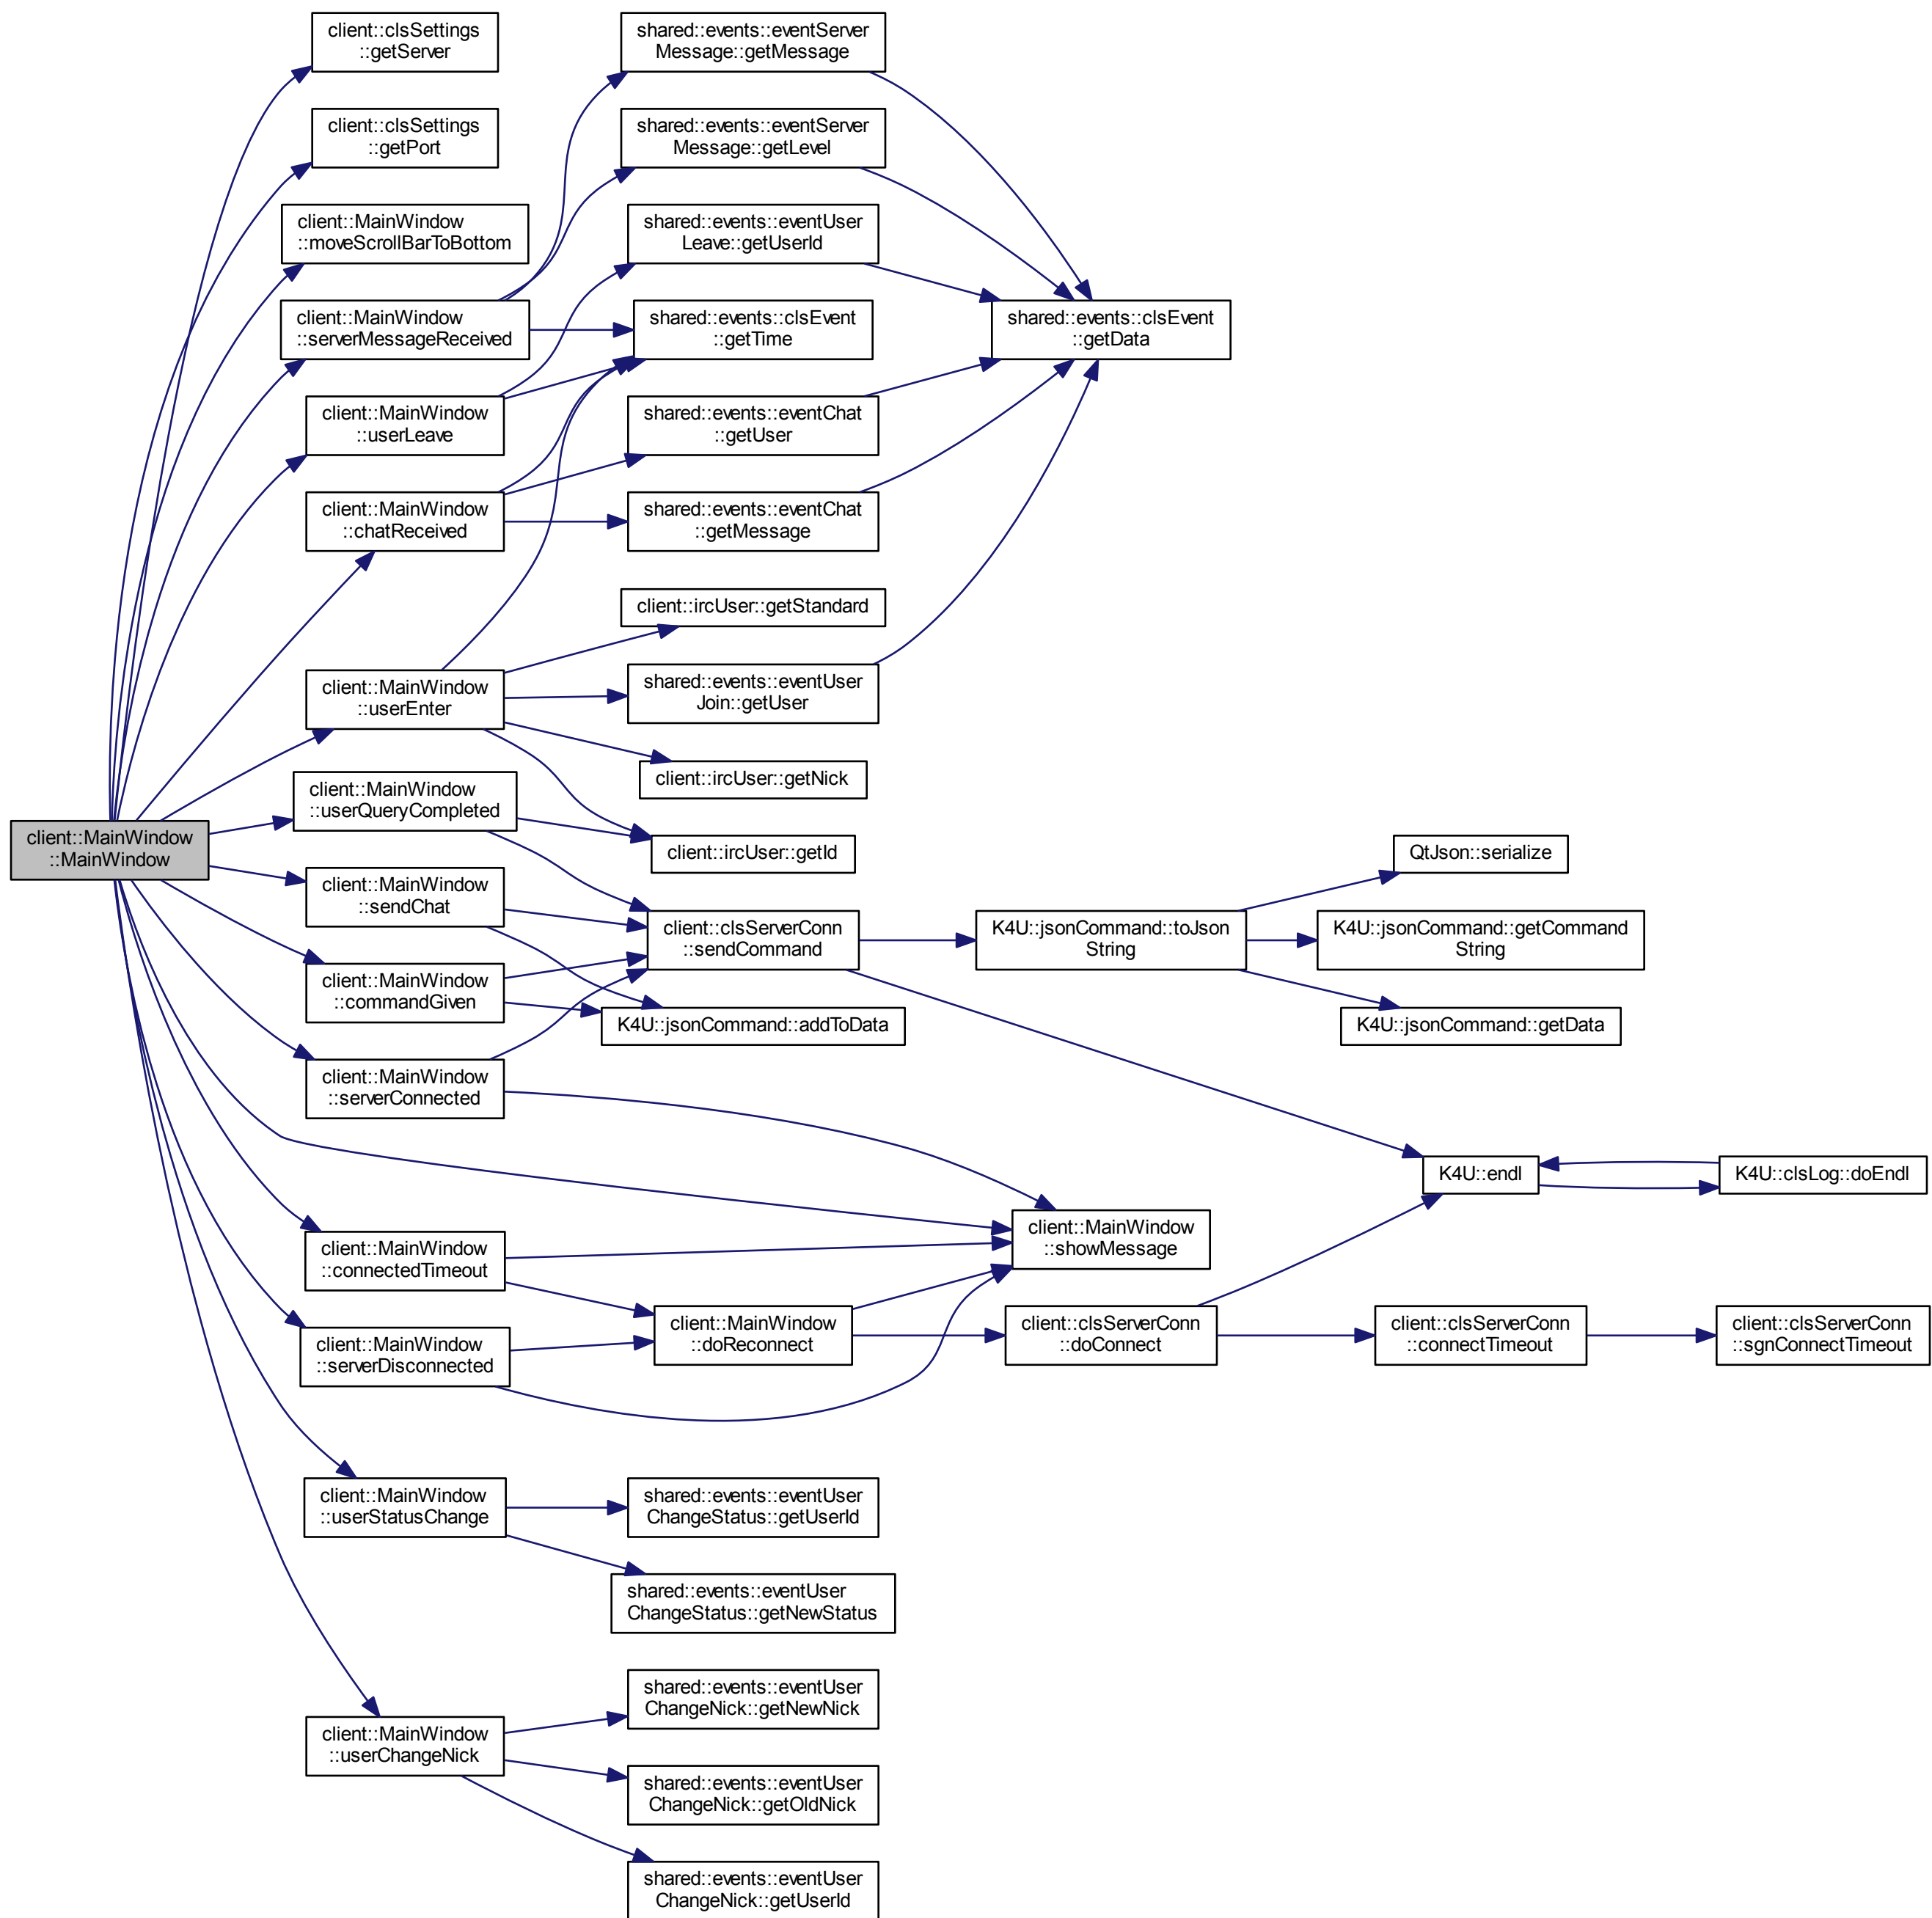 client::clsSettings
::getServer
client::clsSettings
::getPort
client::MainWindow
::moveScrollBarToBottom
client::MainWindow
::serverMessageReceived
client::MainWindow
::userLeave
client::MainWindow
::chatReceived
client::MainWindow
::userEnter
client::MainWindow
::userQueryCompleted
client::MainWindow
::MainWindow
client::MainWindow
::sendChat
client::MainWindow
::commandGiven
client::MainWindow
::serverConnected
client::MainWindow
::connectedTimeout
client::MainWindow
::serverDisconnected
client::MainWindow
::userStatusChange
client::MainWindow
::userChangeNick
shared::events::eventServer
Message::getMessage
shared::events::eventServer
Message::getLevel
shared::events::eventUser
Leave::getUserId
shared::events::clsEvent
::getTime
shared::events::eventChat
::getUser
shared::events::eventChat
::getMessage
client::ircUser::getStandard
shared::events::eventUser
Join::getUser
client::ircUser::getNick
client::ircUser::getId
client::clsServerConn
::sendCommand
K4U::jsonCommand::addToData
client::MainWindow
::doReconnect
shared::events::eventUser
ChangeStatus::getUserId
shared::events::eventUser
ChangeStatus::getNewStatus
shared::events::eventUser
ChangeNick::getNewNick
shared::events::eventUser
ChangeNick::getOldNick
shared::events::eventUser
ChangeNick::getUserId
shared::events::clsEvent
::getData
K4U::jsonCommand::toJson
String
client::MainWindow
::showMessage
client::clsServerConn
::doConnect
QtJson::serialize
K4U::jsonCommand::getCommand
String
K4U::jsonCommand::getData
K4U::endl
client::clsServerConn
::connectTimeout
K4U::clsLog::doEndl
client::clsServerConn
::sgnConnectTimeout